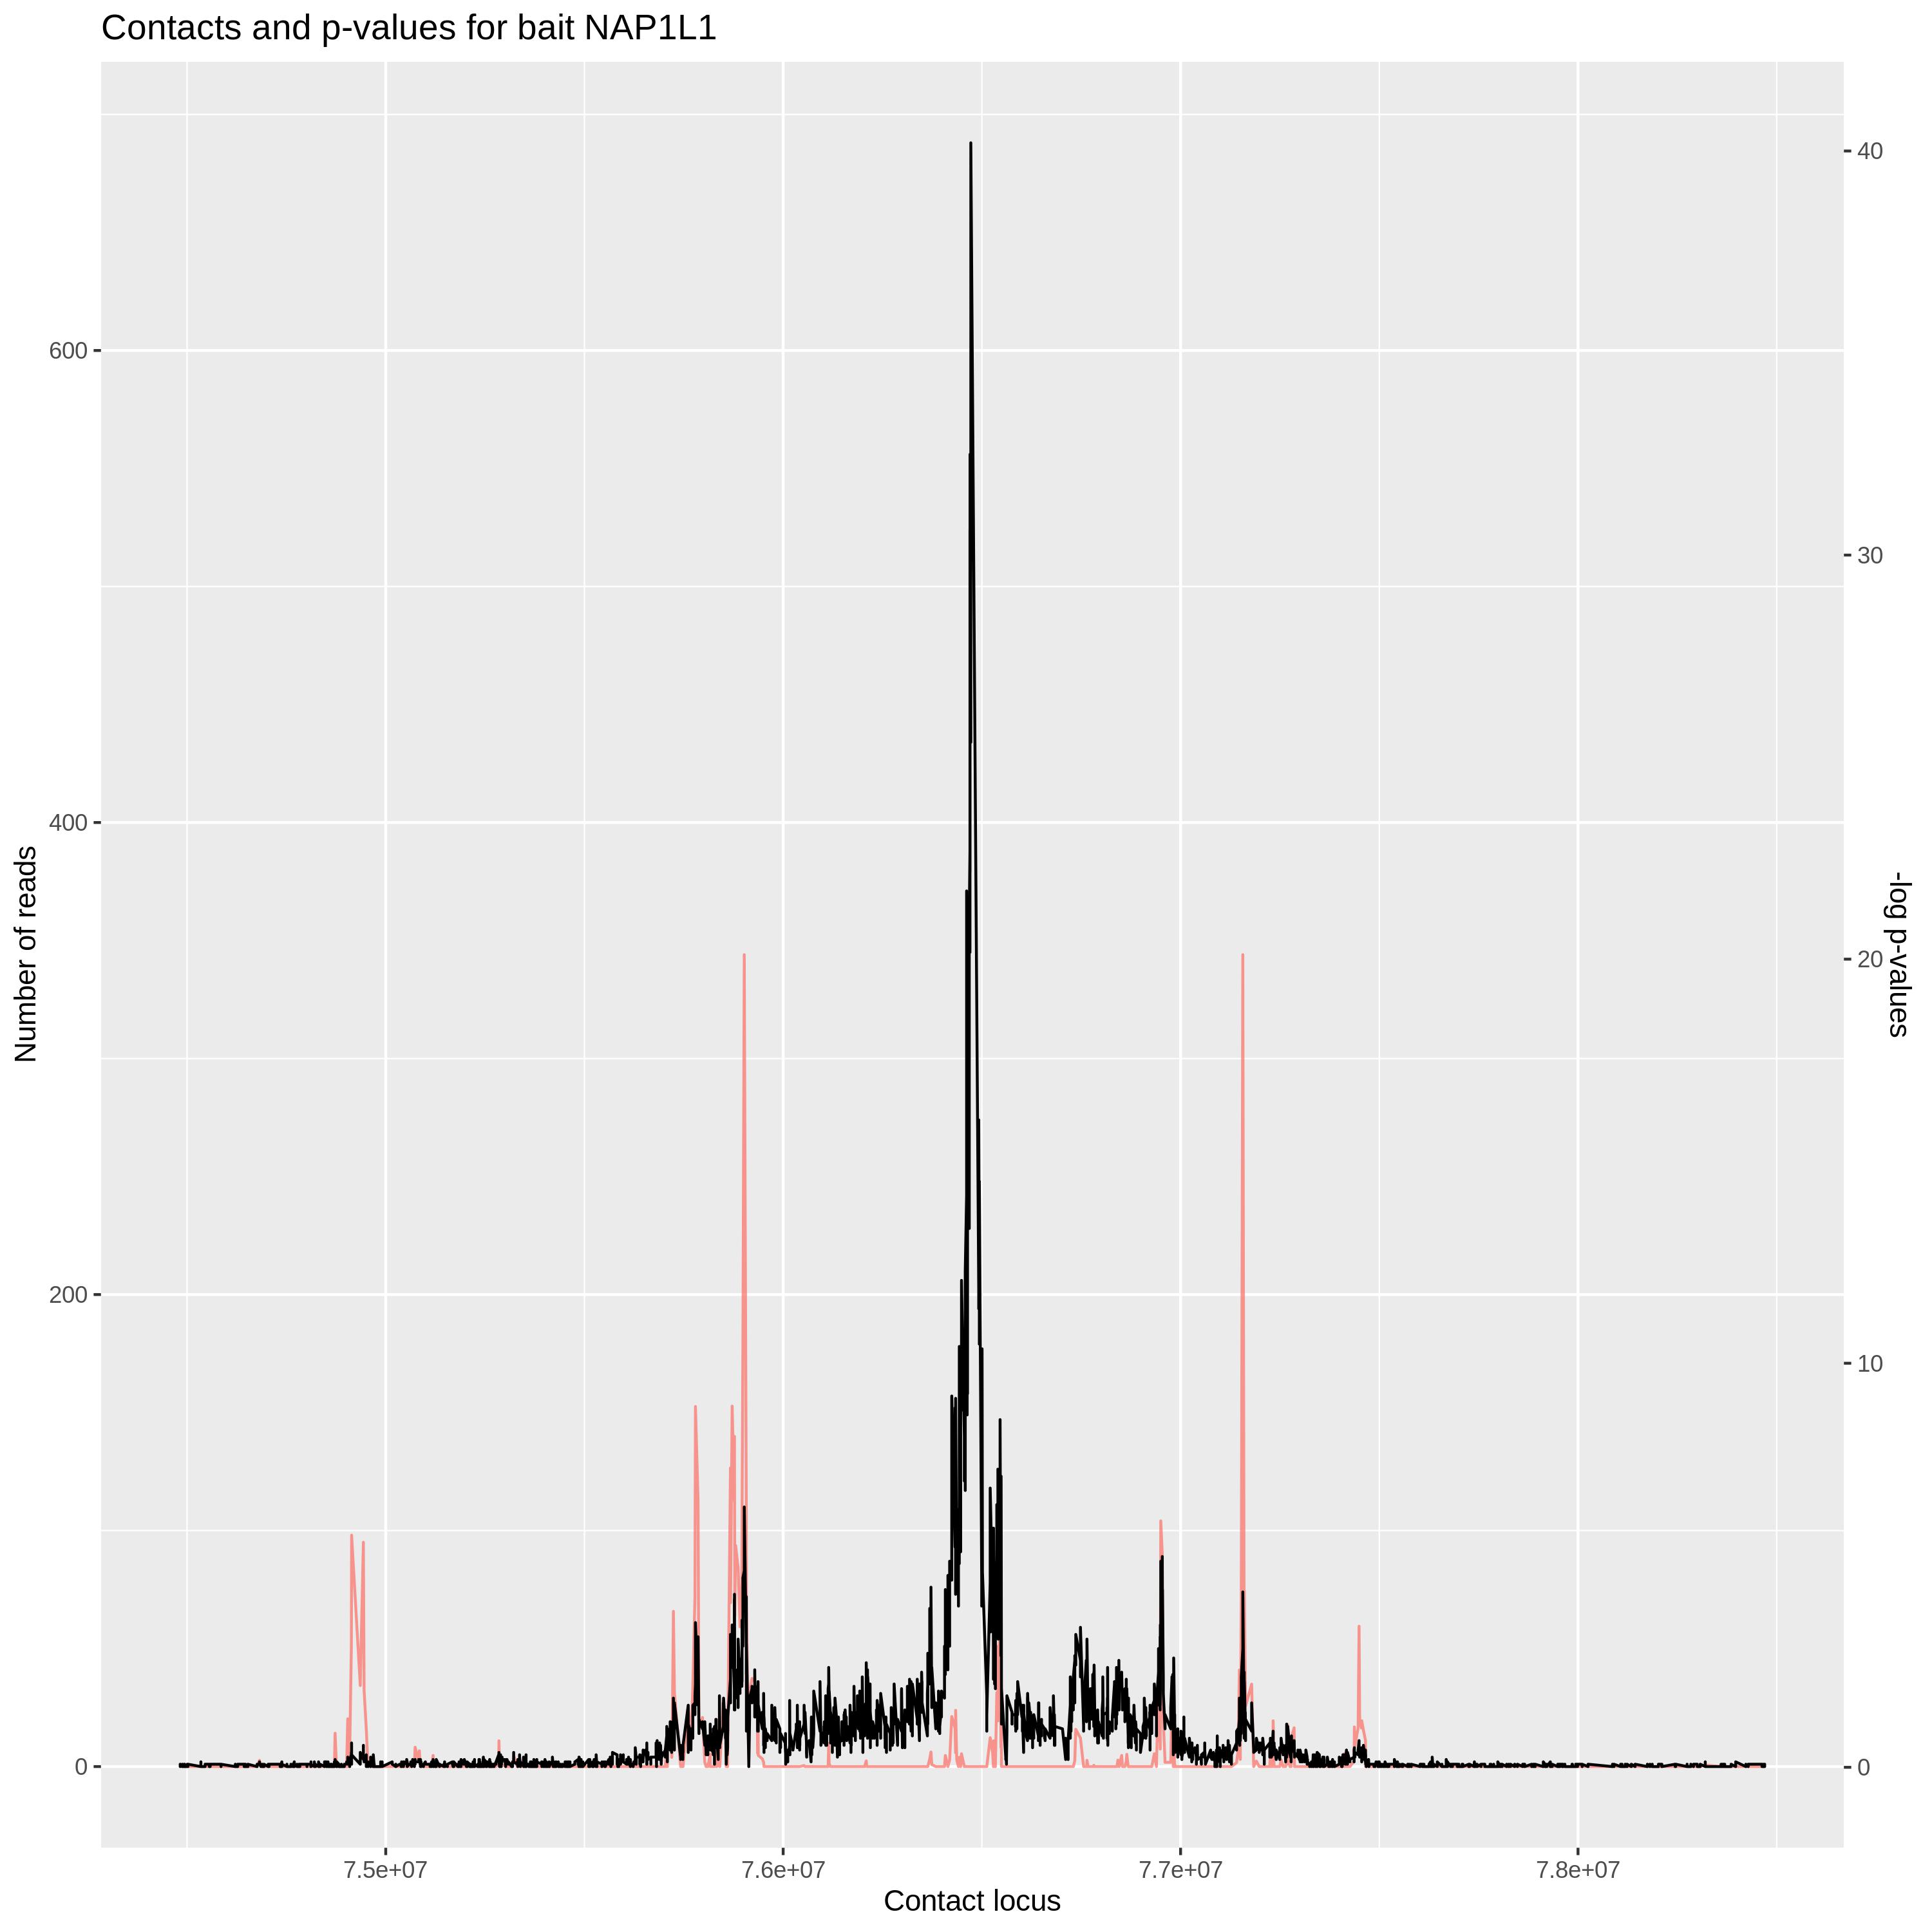 Contacts and p-values for bait NAP1L1
Number of reads
600
400
200
0
40
30
20
10
0
-log p-values
7.5e+07
7.6e+07
7.7e+07
7.8e+07
Contact locus